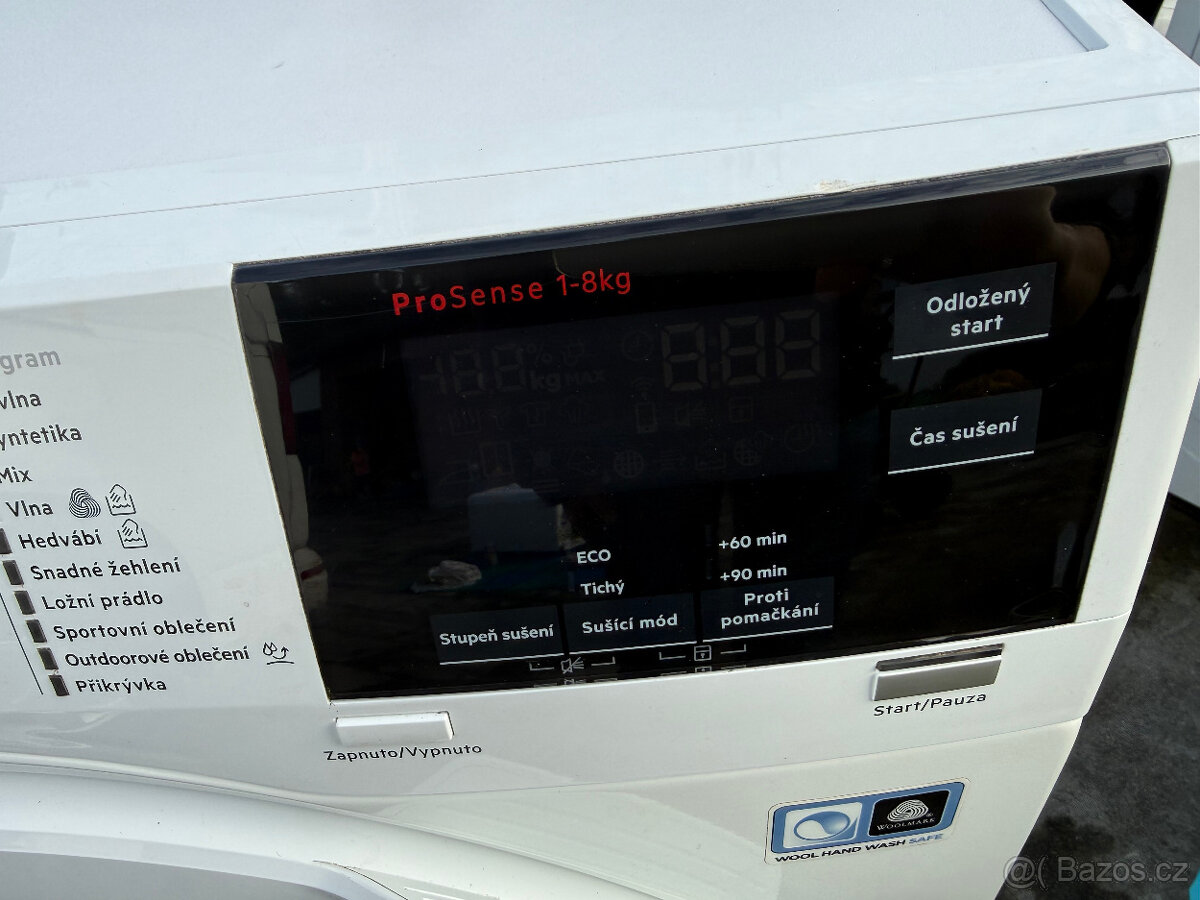 ProSense 1-8kg
Odložený
start
Čas sušení
kg MAX
ECO
Tichý
+60 min
+90 min
Stupeň sušení
Sušící mód
Proti
pomačkání
Vlna
Hedvábí
Snadné žehlení
Ložní prádlo
Sportovní oblečení
Outdoorové oblečení
Přikrývka
Mix
yntetika
vlna
gram
Zapnuto/Vypnuto
Start/Pauza
WOOLMARK
WOOL HAND WASH SAFE
@( Bazos.cz